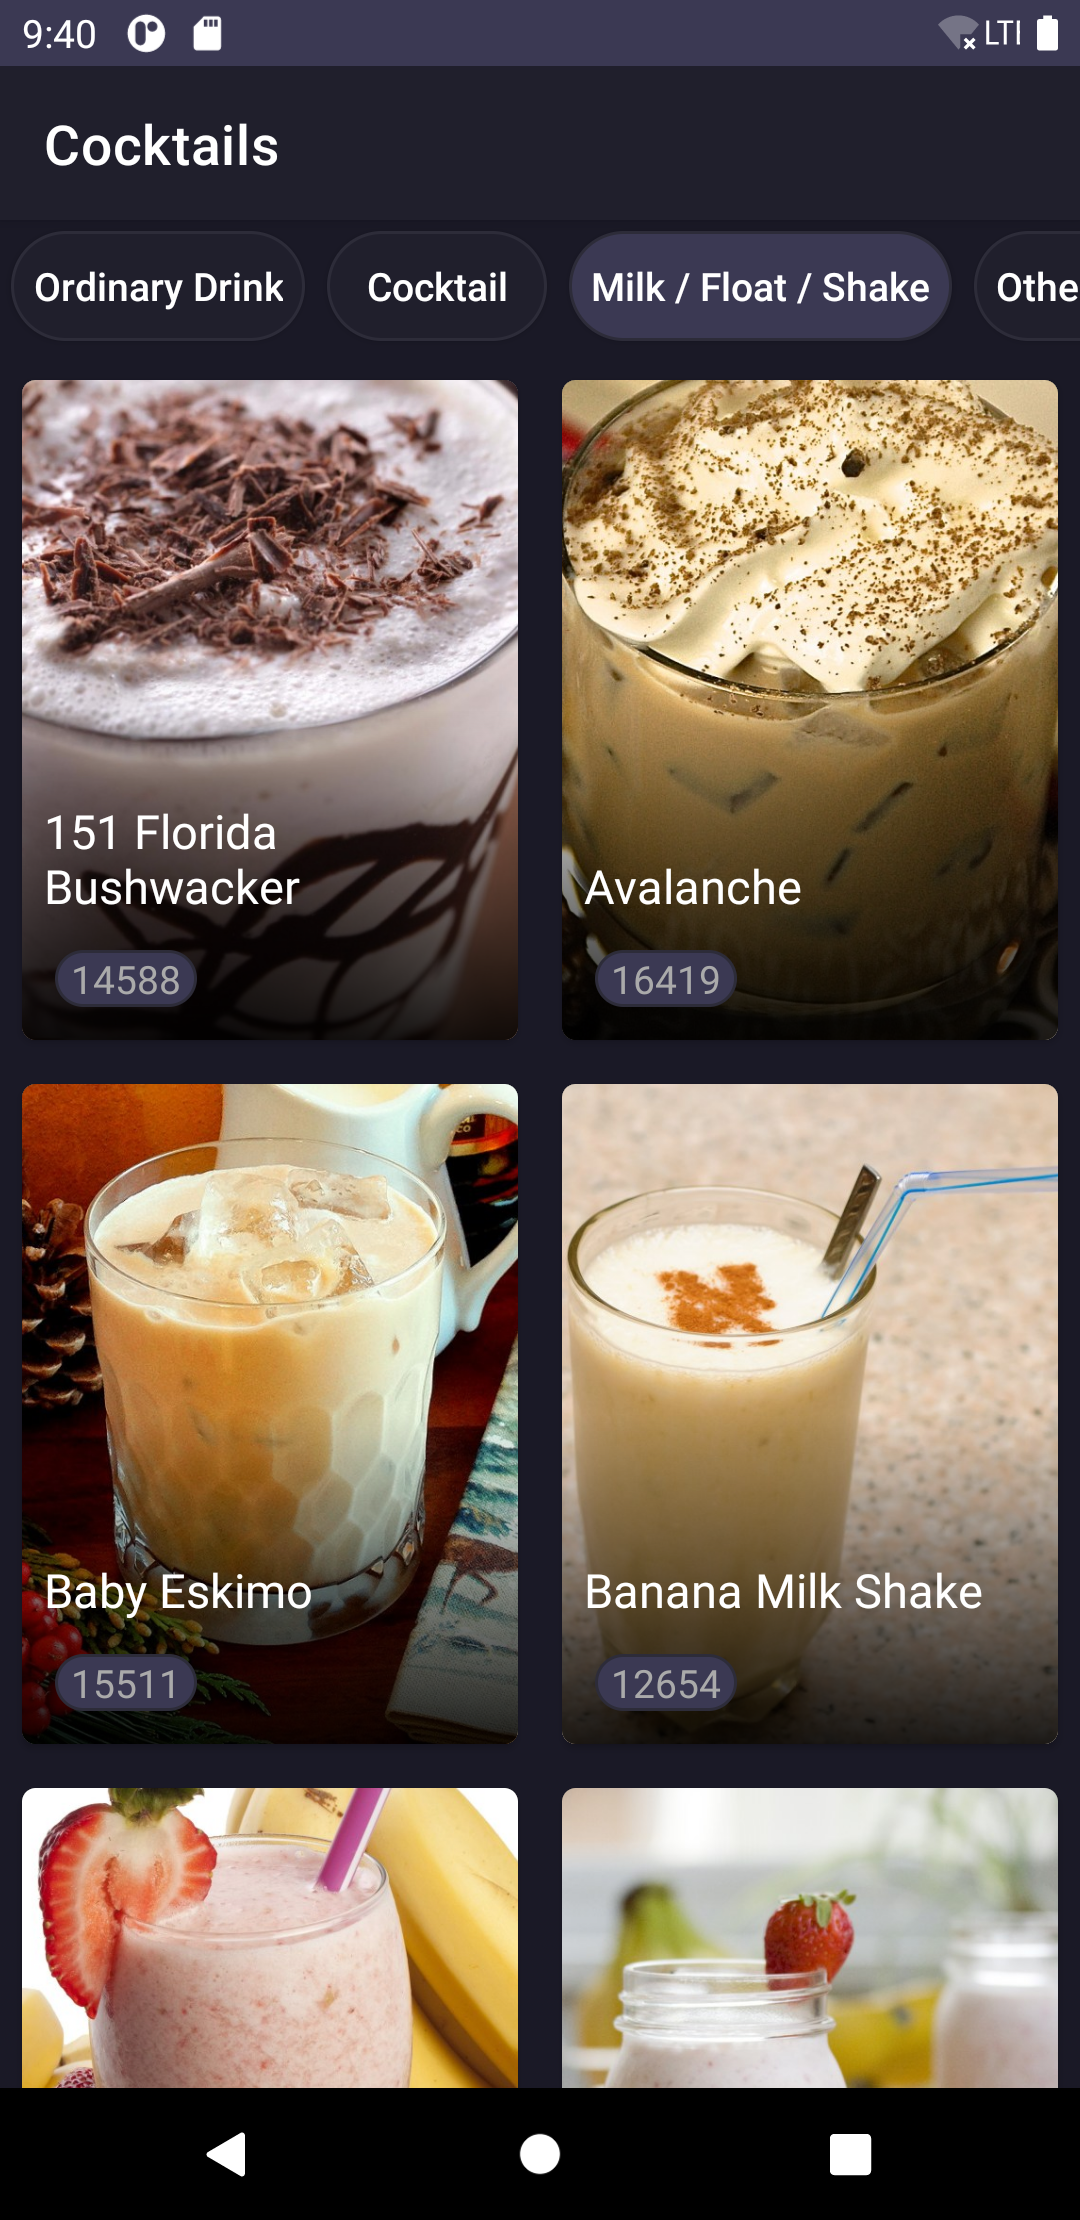 9:40
LTE
Cocktails
Ordinary Drink
Cocktail
Milk / Float / Shake
Othe
151 Florida
Bushwacker
14588
Avalanche
16419
Baby Eskimo
15511
Banana Milk Shake
12654